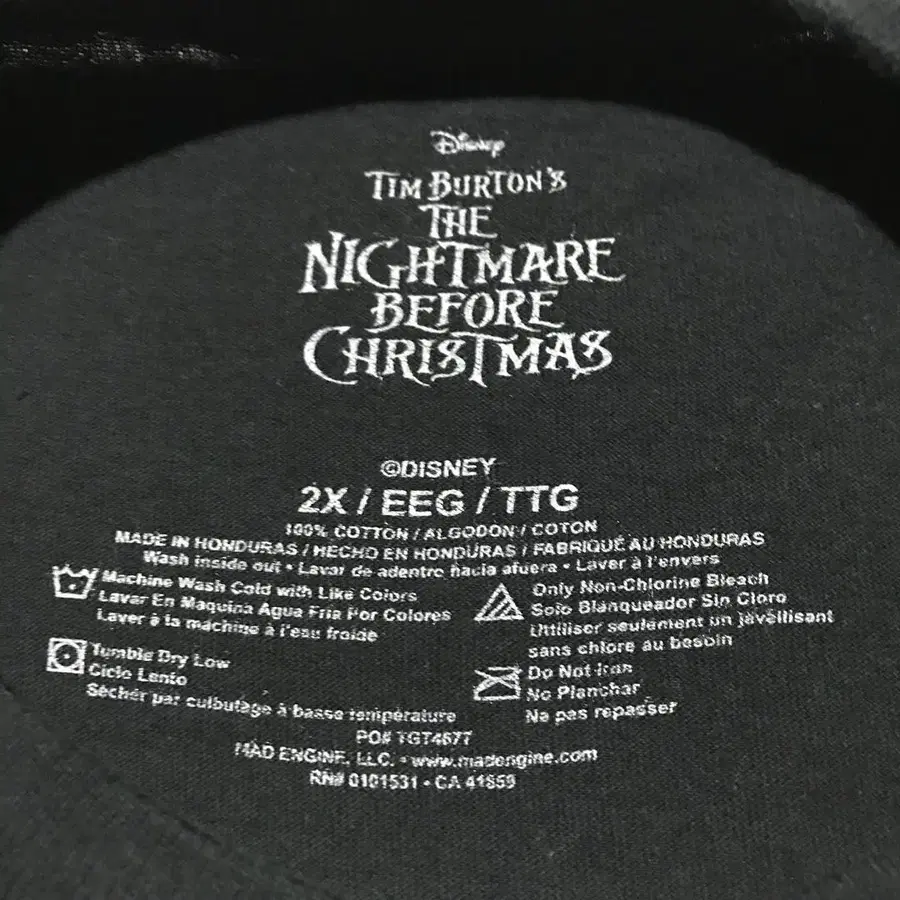 Disney
TIM BURTON'S
THE
NIGHTMARE
BEFORE
CHRISTMAS
©DISNEY
2X / EEG / TTG
100% COTTON / ALGODON / COTON
MADE IN HONDURAS / HECHO EN HONDURAS / FABRIQUÉ AU HONDURAS
Wash inside out • Lavar de adentro hacia afuera • Laver à l'envers
Machine Wash Cold with Like Colors
Lavar En Maquina Agua Fria Por Colores
Laver à la machine à l'eau froide
Only Non-Chlorine Bleach
Solo Blanqueador Sin Cloro
Utiliser seulement un javellisant
sans chlore au besoin
Tumble Dry Low
Ciclo Lento
Sécher par culbutage à basse température
Do Not Iron
No Planchar
Ne pas repasser
PO# TGT4677
MAD ENGINE, LLC. • www.madengine.com
RN# 0101531 • CA 41859